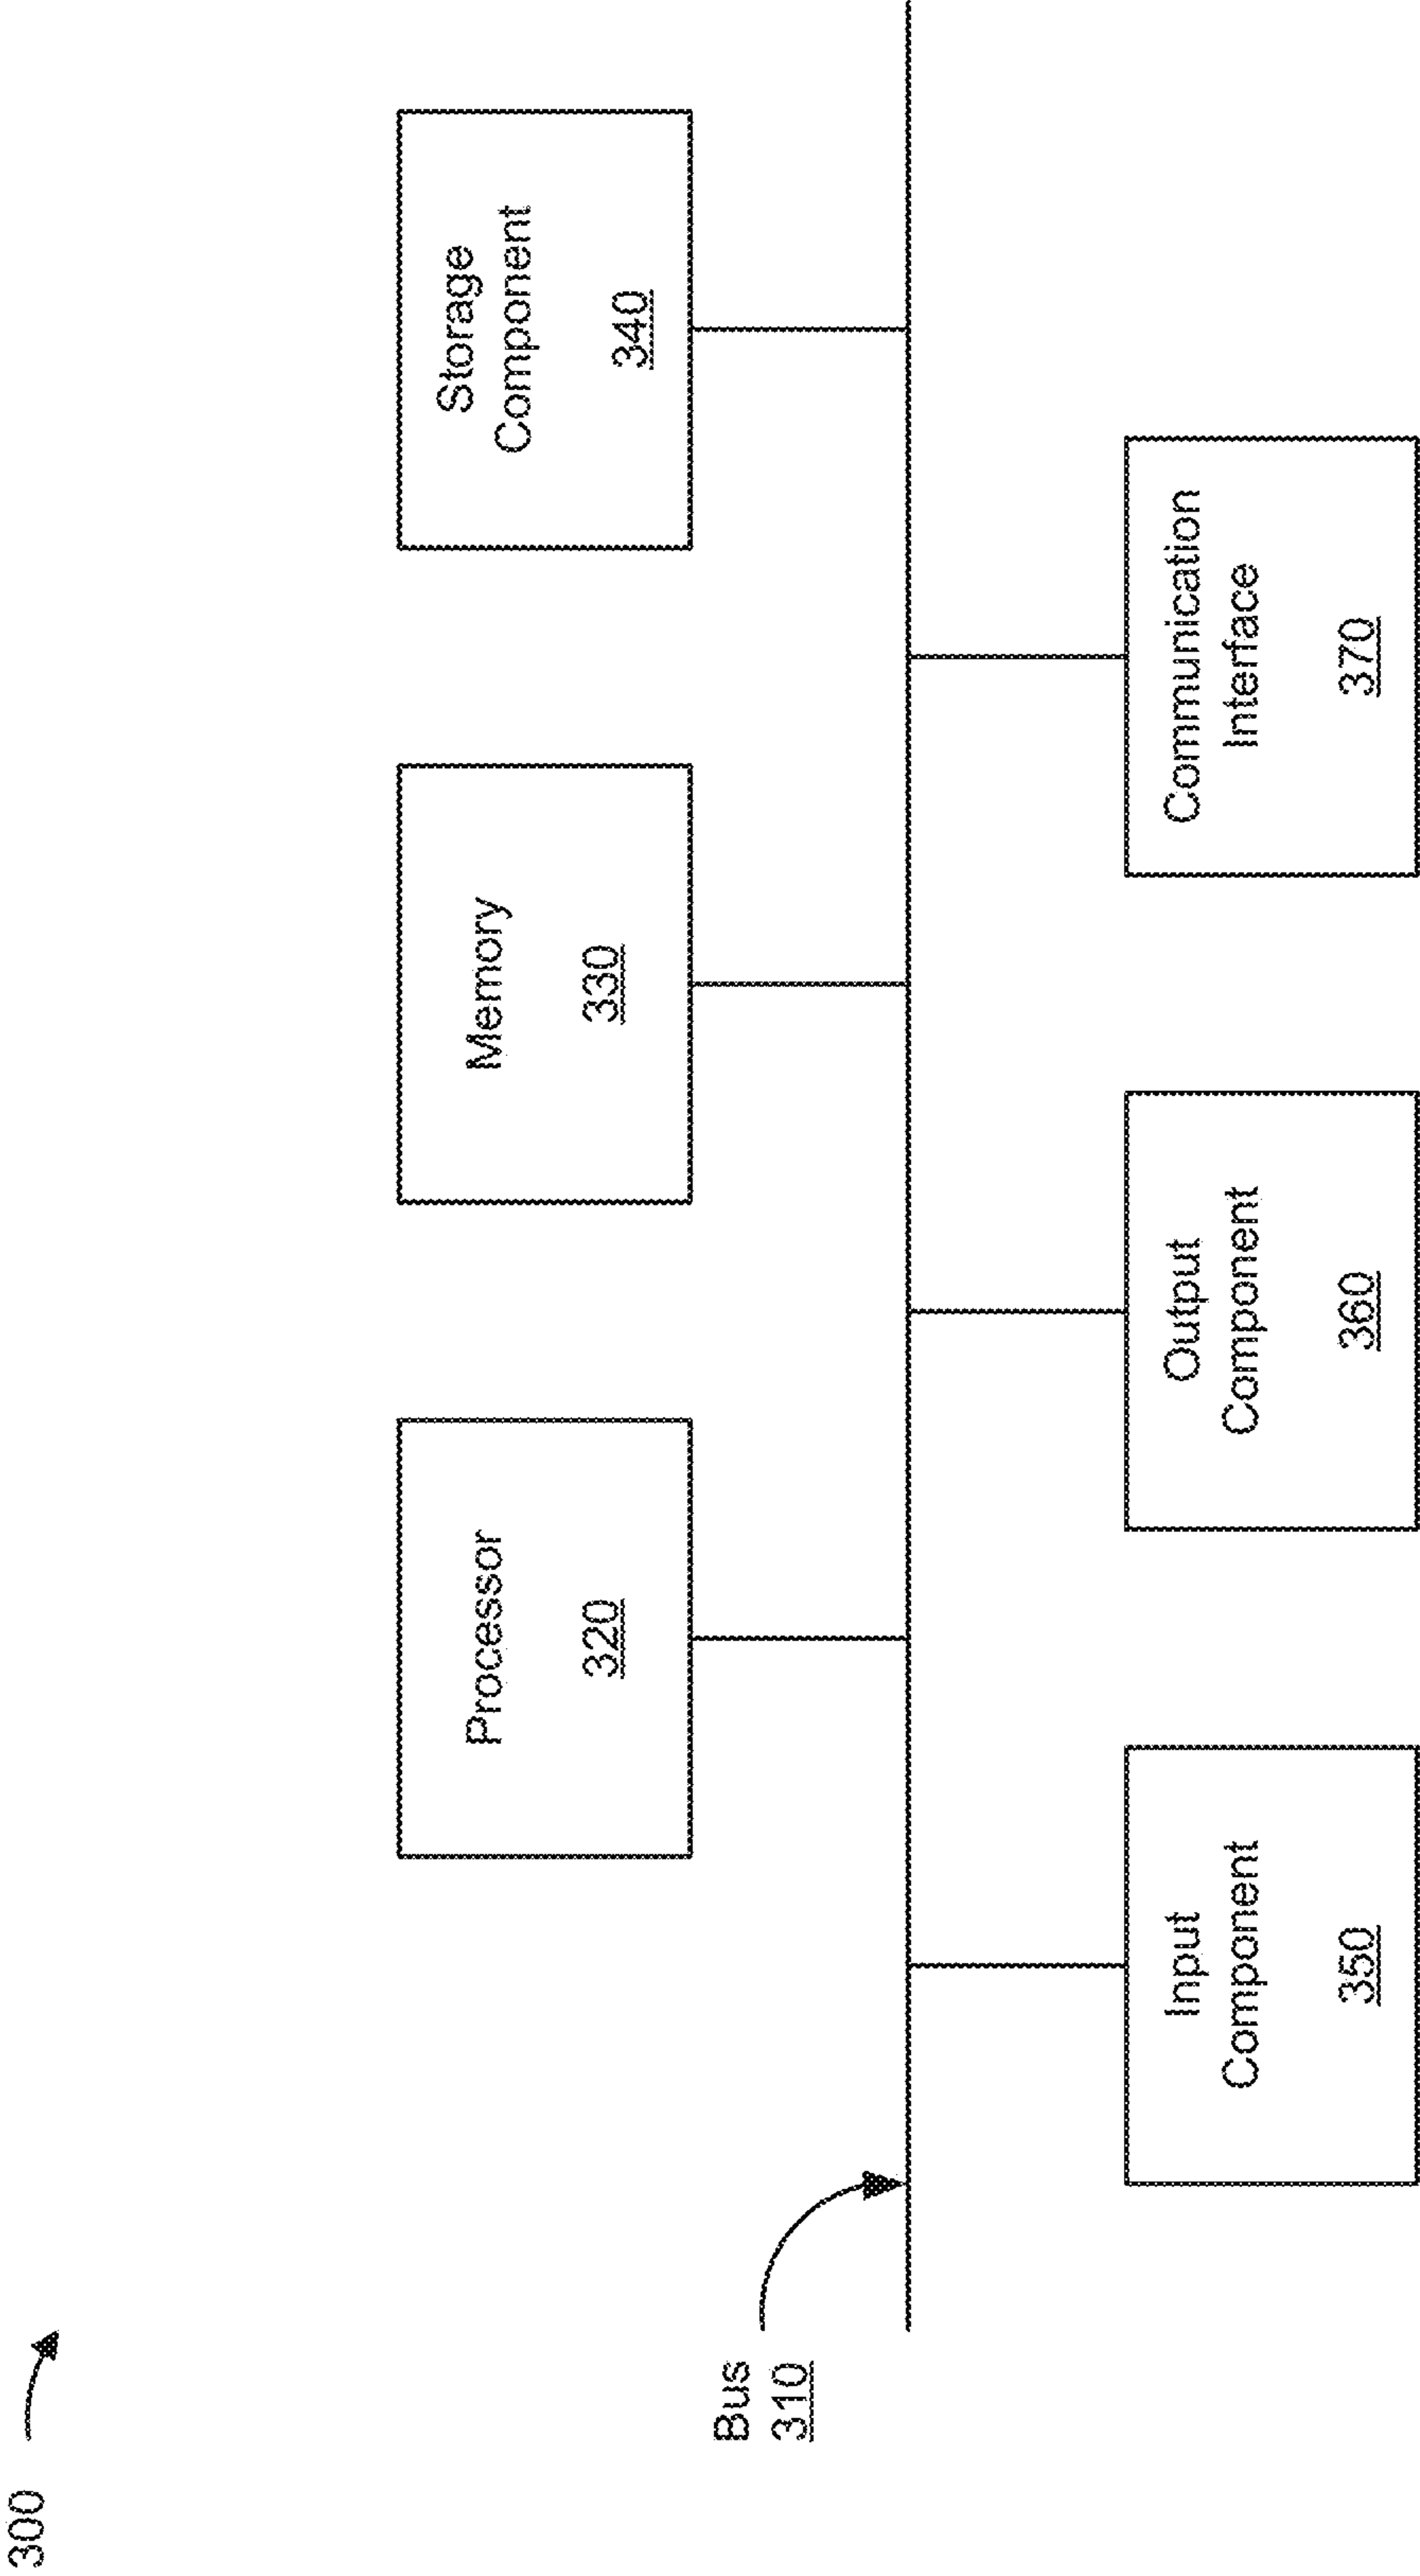 300
Bus
310
Processor
320
Memory
330
Storage
Component
340
Input
Component
350
Output
Component
360
Communication
Interface
370